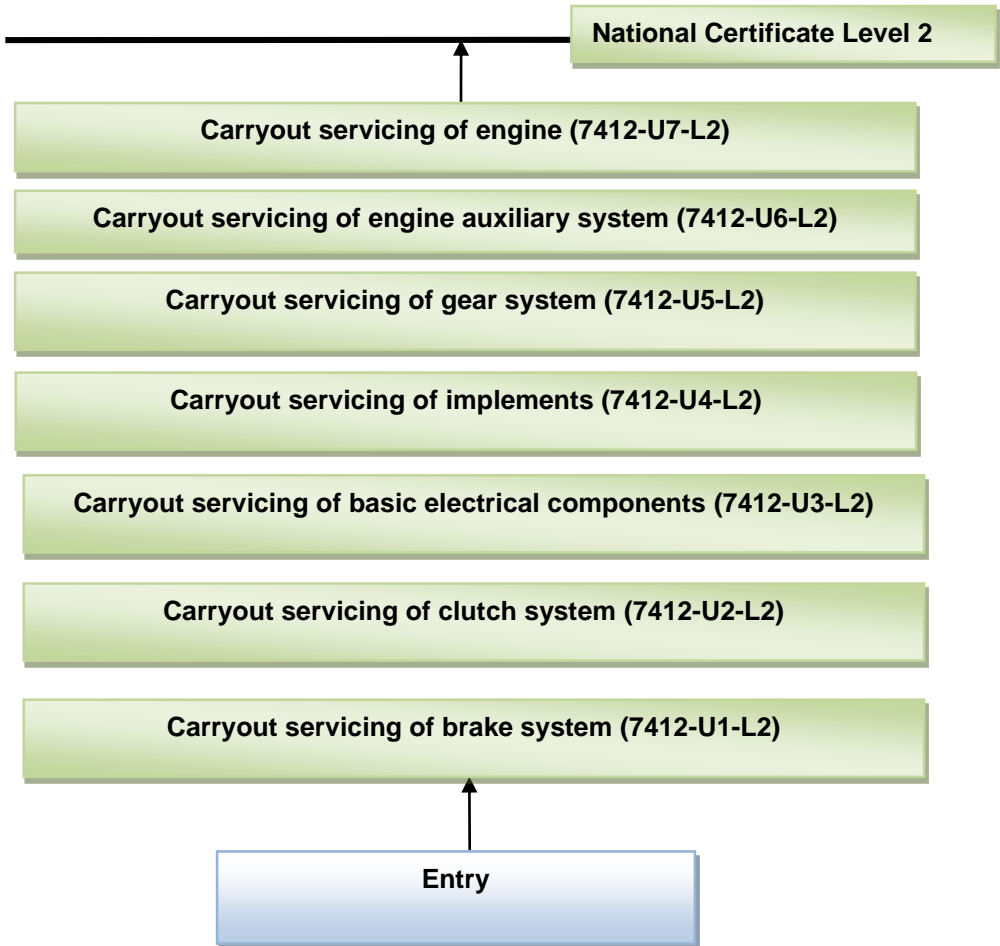 National Certificate Level 2
Carryout servicing of engine (7412-U7-L2)
Carryout servicing of engine auxiliary system (7412-U6-L2)
Carryout servicing of gear system (7412-U5-L2)
Carryout servicing of implements (7412-U4-L2)
Carryout servicing of basic electrical components (7412-U3-L2)
Carryout servicing of clutch system (7412-U2-L2)
Carryout servicing of brake system (7412-U1-L2)
Entry